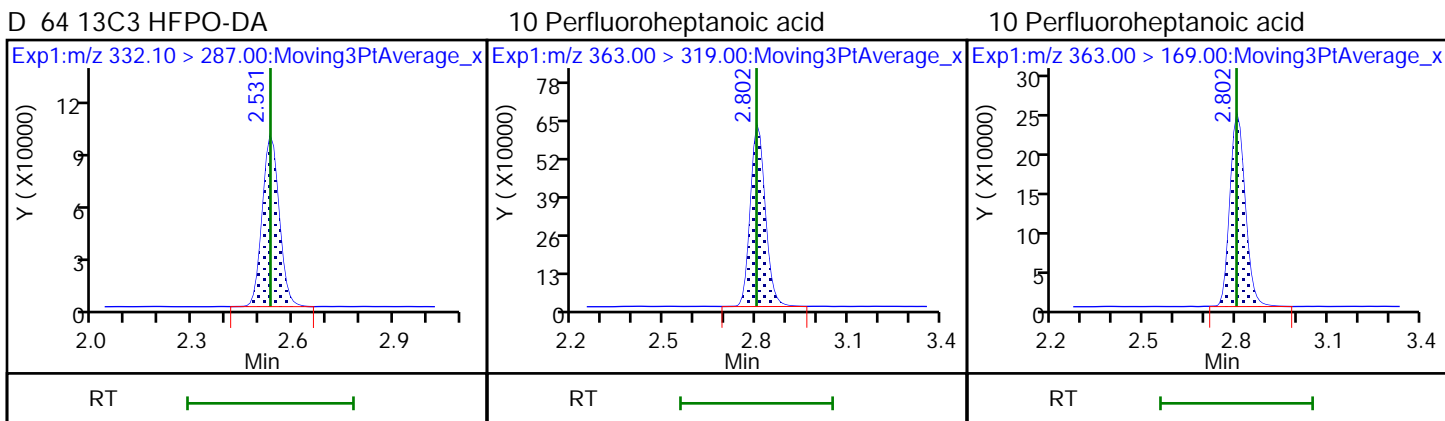 D 64 13C3 HFPO-DA
Exp1:m/z 332.10 > 287.00:Moving3PtAverage_x
2.531
Y ( X10000)
12
9
6
3
0
2.0 2.3 2.6 2.9
Min
RT
10 Perfluoroheptanoic acid
Exp1:m/z 363.00 > 319.00:Moving3PtAverage_x
2.802
Y ( X10000)
78
65
52
39
26
13
0
2.2 2.5 2.8 3.1 3.4
Min
RT
10 Perfluoroheptanoic acid
Exp1:m/z 363.00 > 169.00:Moving3PtAverage_x
2.802
Y ( X10000)
30
25
20
15
10
5
0
2.2 2.5 2.8 3.1 3.4
Min
RT